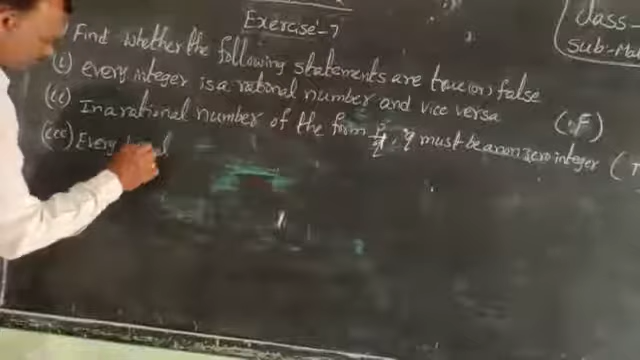 Exercise-7
Class-
Sub-Mat
Find whether the following statements are true or false
(i) every integer is a rational number and vice versa (F)
(ii) In a rational number of the form p/q, q must be a non zero integer (T
(iii) Every